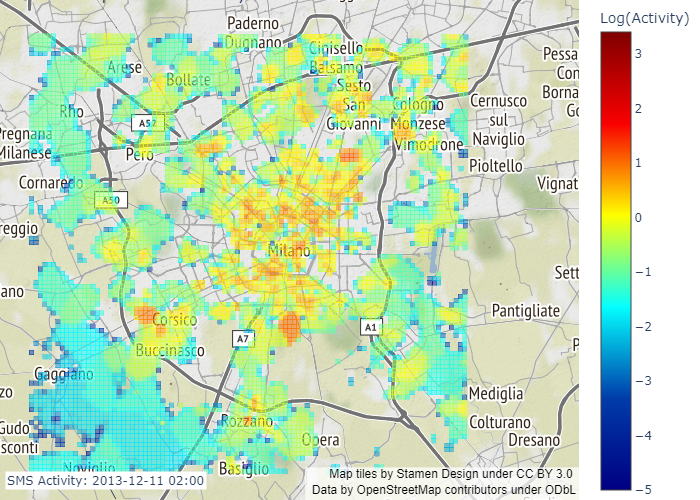 Log(Activity)
Paderno
Dugnano
Cinisello
Balsamo
Arese
Bollate
Sesto
San
Giovanni
Cologno
Monzese
Cernusco
sul
Naviglio
Pessa
Con
Borna
Go
Rho
A52
Pregnana
Milanese
Pero
Vimodrone
Pioltello
Cornaredo
Vignat
A50
reggio
Milano
Sett
ano
Pantigliate
Corsico
A7
A1
P
Buccinasco
Gaggiano
Mediglia
zo
Rozzano
Colturano
Gudo
sconti
Opera
Dresano
Noviglio
Basiglio
SMS Activity: 2013-12-11 02:00
Map tiles by Stamen Design under CC BY 3.0
Data by OpenStreetMap contributors under ODbL
3
2
1
0
−1
−2
−3
−4
−5